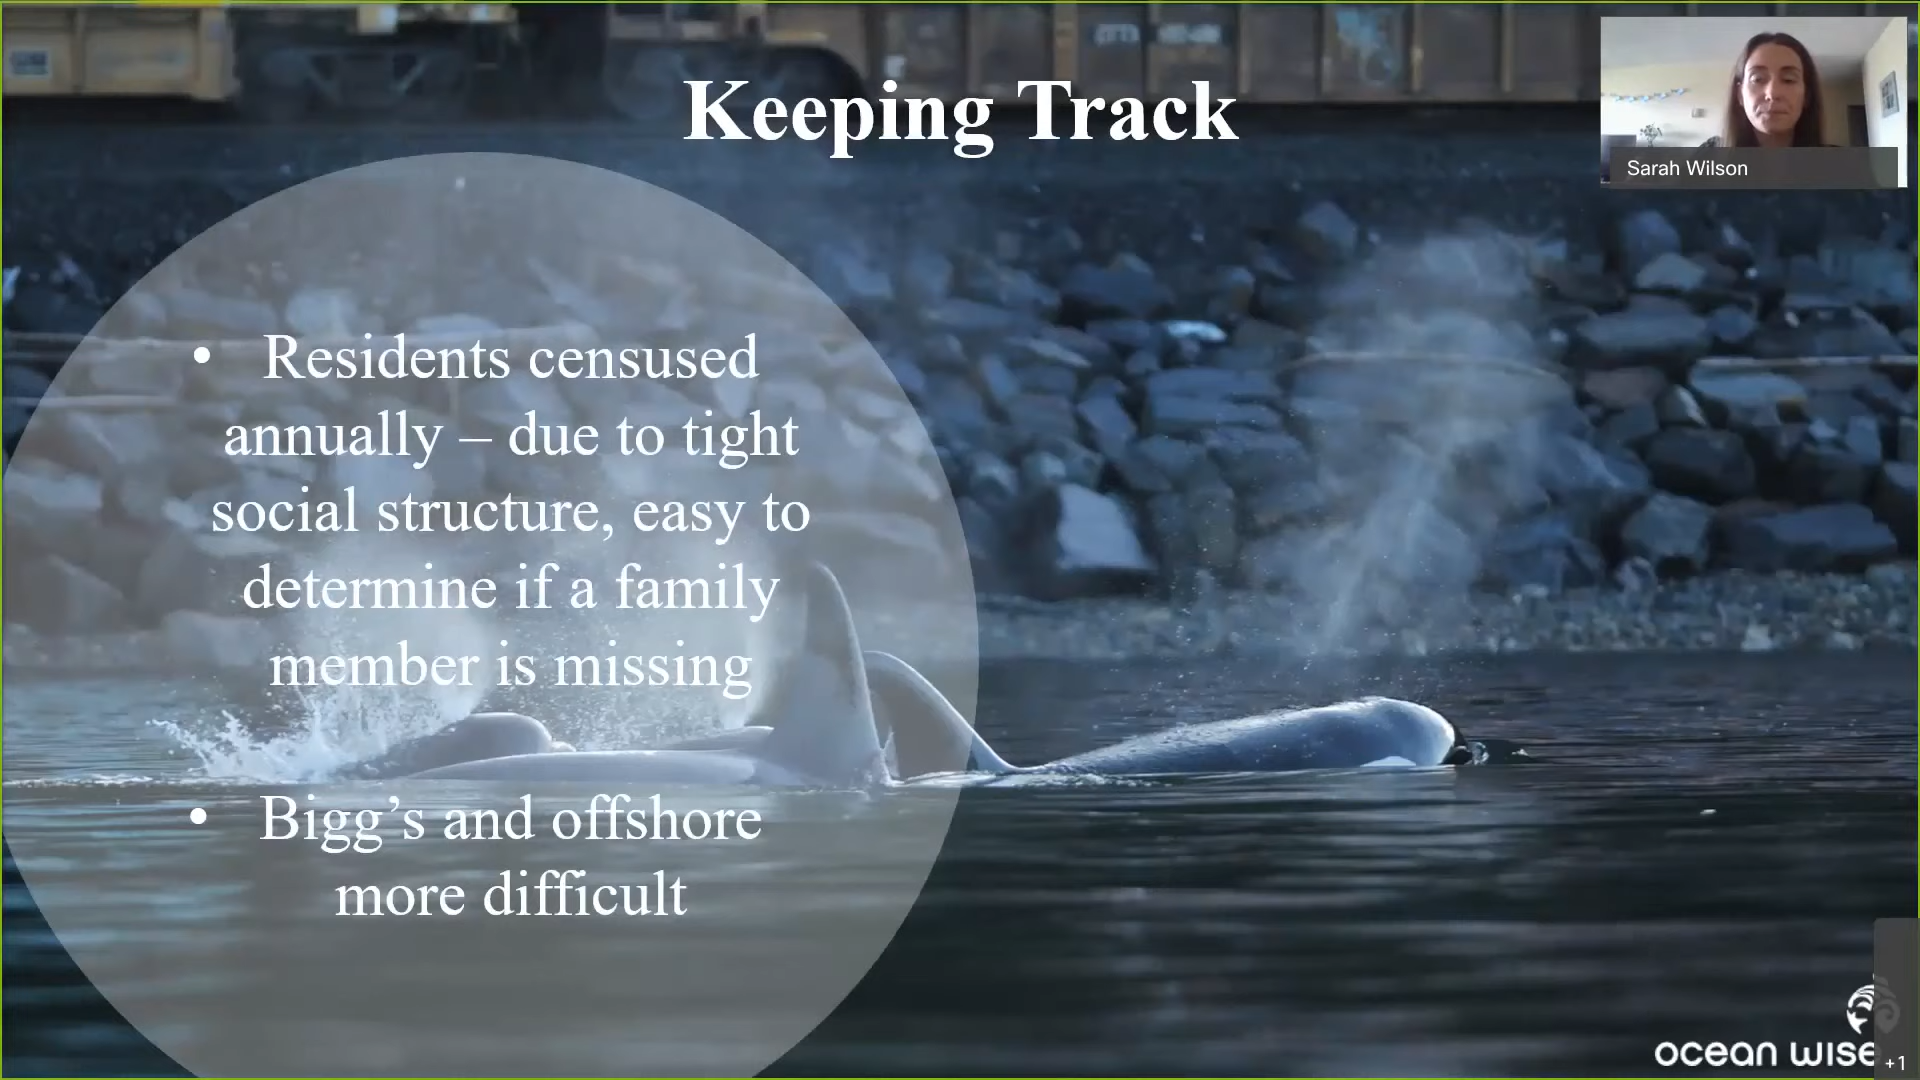 Keeping Track
Sarah Wilson
• Residents censused
annually – due to tight
social structure, easy to
determine if a family
member is missing
• Bigg’s and offshore
more difficult
ocean wise
+1